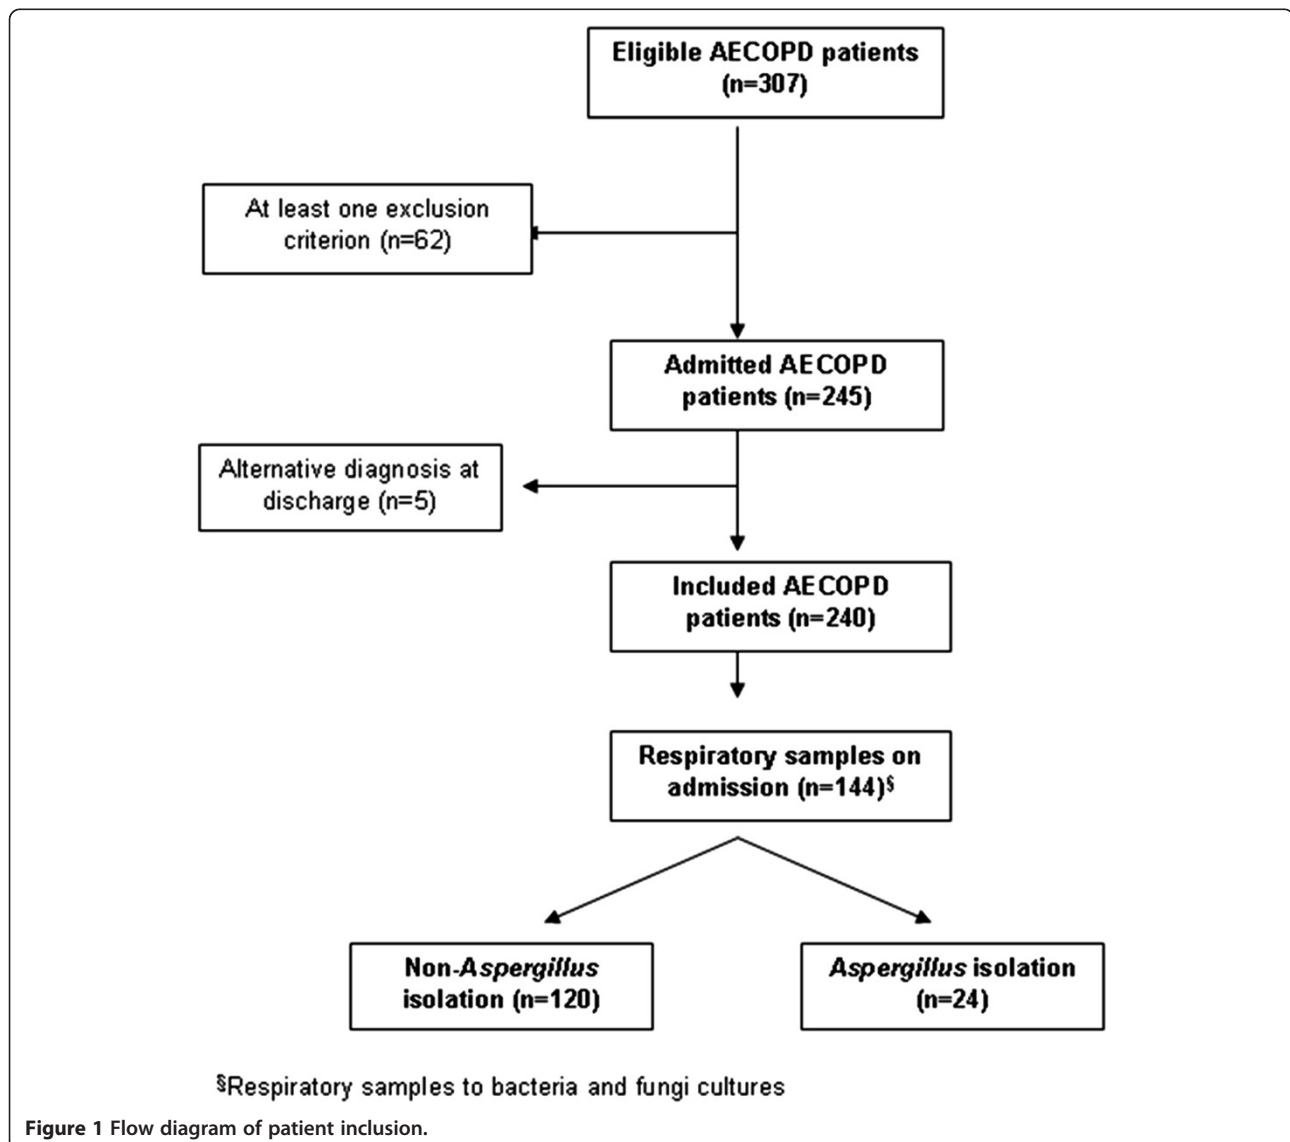 Eligible AECOPD patients
(n=307)
At least one exclusion
criterion (n=62)
Admitted AECOPD
patients (n=245)
Alternative diagnosis at
discharge (n=5)
Included AECOPD
patients (n=240)
Respiratory samples on
admission (n=144)§
Non-Aspergillus
isolation (n=120)
Aspergillus isolation
(n=24)
§Respiratory samples to bacteria and fungi cultures
Figure 1 Flow diagram of patient inclusion.